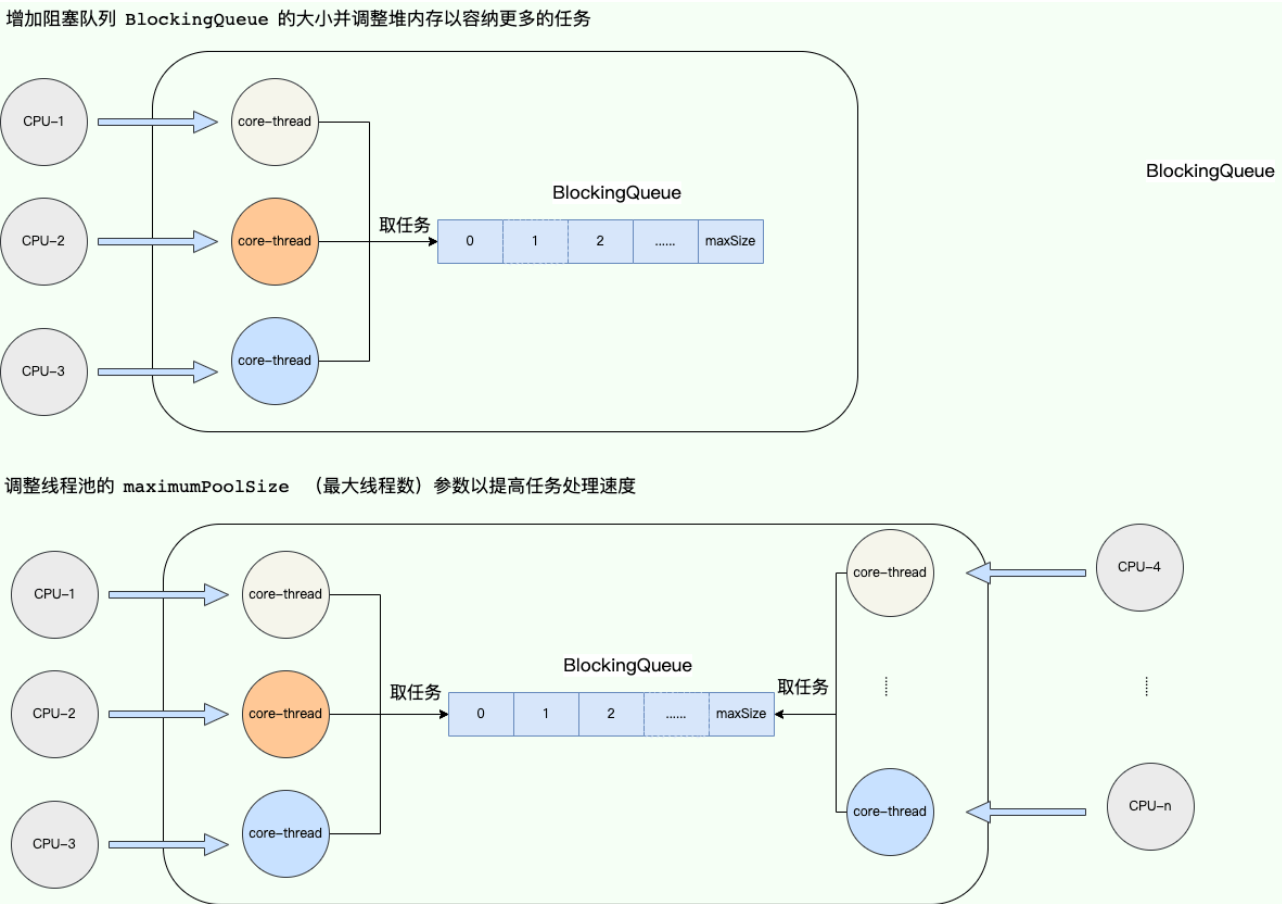 增加阻塞队列 BlockingQueue 的大小并调整堆内存以容纳更多的任务
CPU-1
core-thread
BlockingQueue
BlockingQueue
取任务
CPU-2
core-thread
0
1
2
......
maxSize
CPU-3
core-thread
调整线程池的 maximumPoolSize （最大线程数）参数以提高任务处理速度
CPU-1
core-thread
core-thread
CPU-4
BlockingQueue
取任务
取任务
CPU-2
core-thread
0
1
2
......
maxSize
CPU-3
core-thread
core-thread
CPU-n